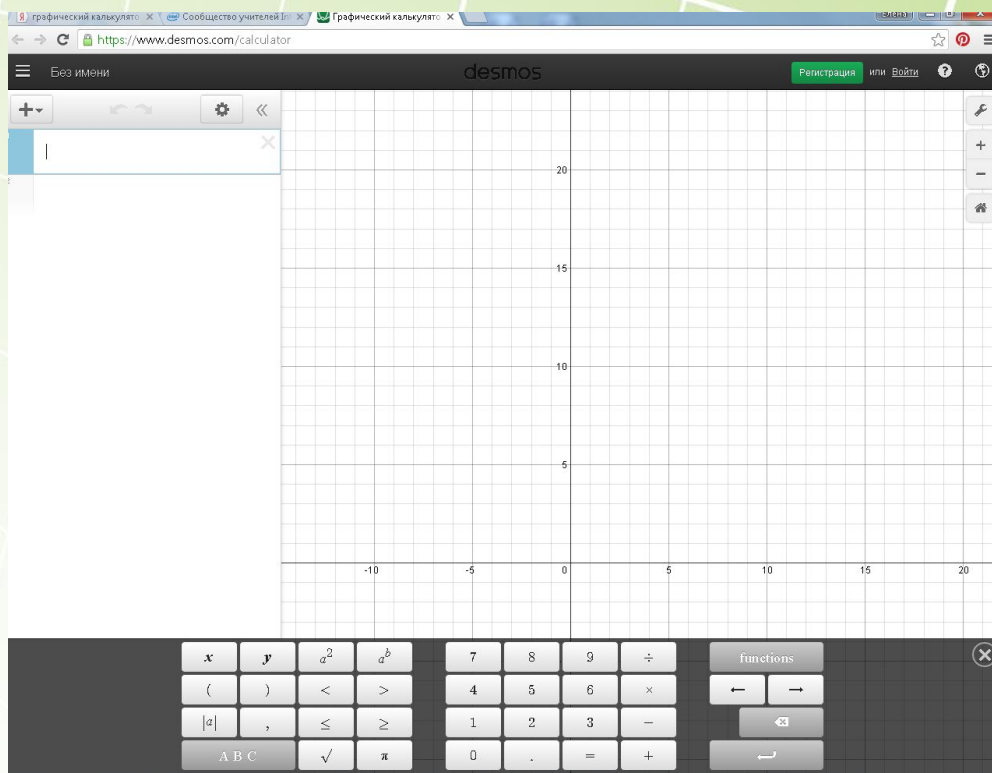 графический калькулято
Сообщество учителей Int
Графический калькулято
Елена
https://www.desmos.com/calculator
Без имени
desmos
Регистрация или Войти
20
15
10
5
-10 -5 0 5 10 15 20
x y a² aᵇ 7 8 9 ÷ functions
( ) < > 4 5 6 × ← →
|a| , ≤ ≥ 1 2 3 −
A B C √ π 0 . = +